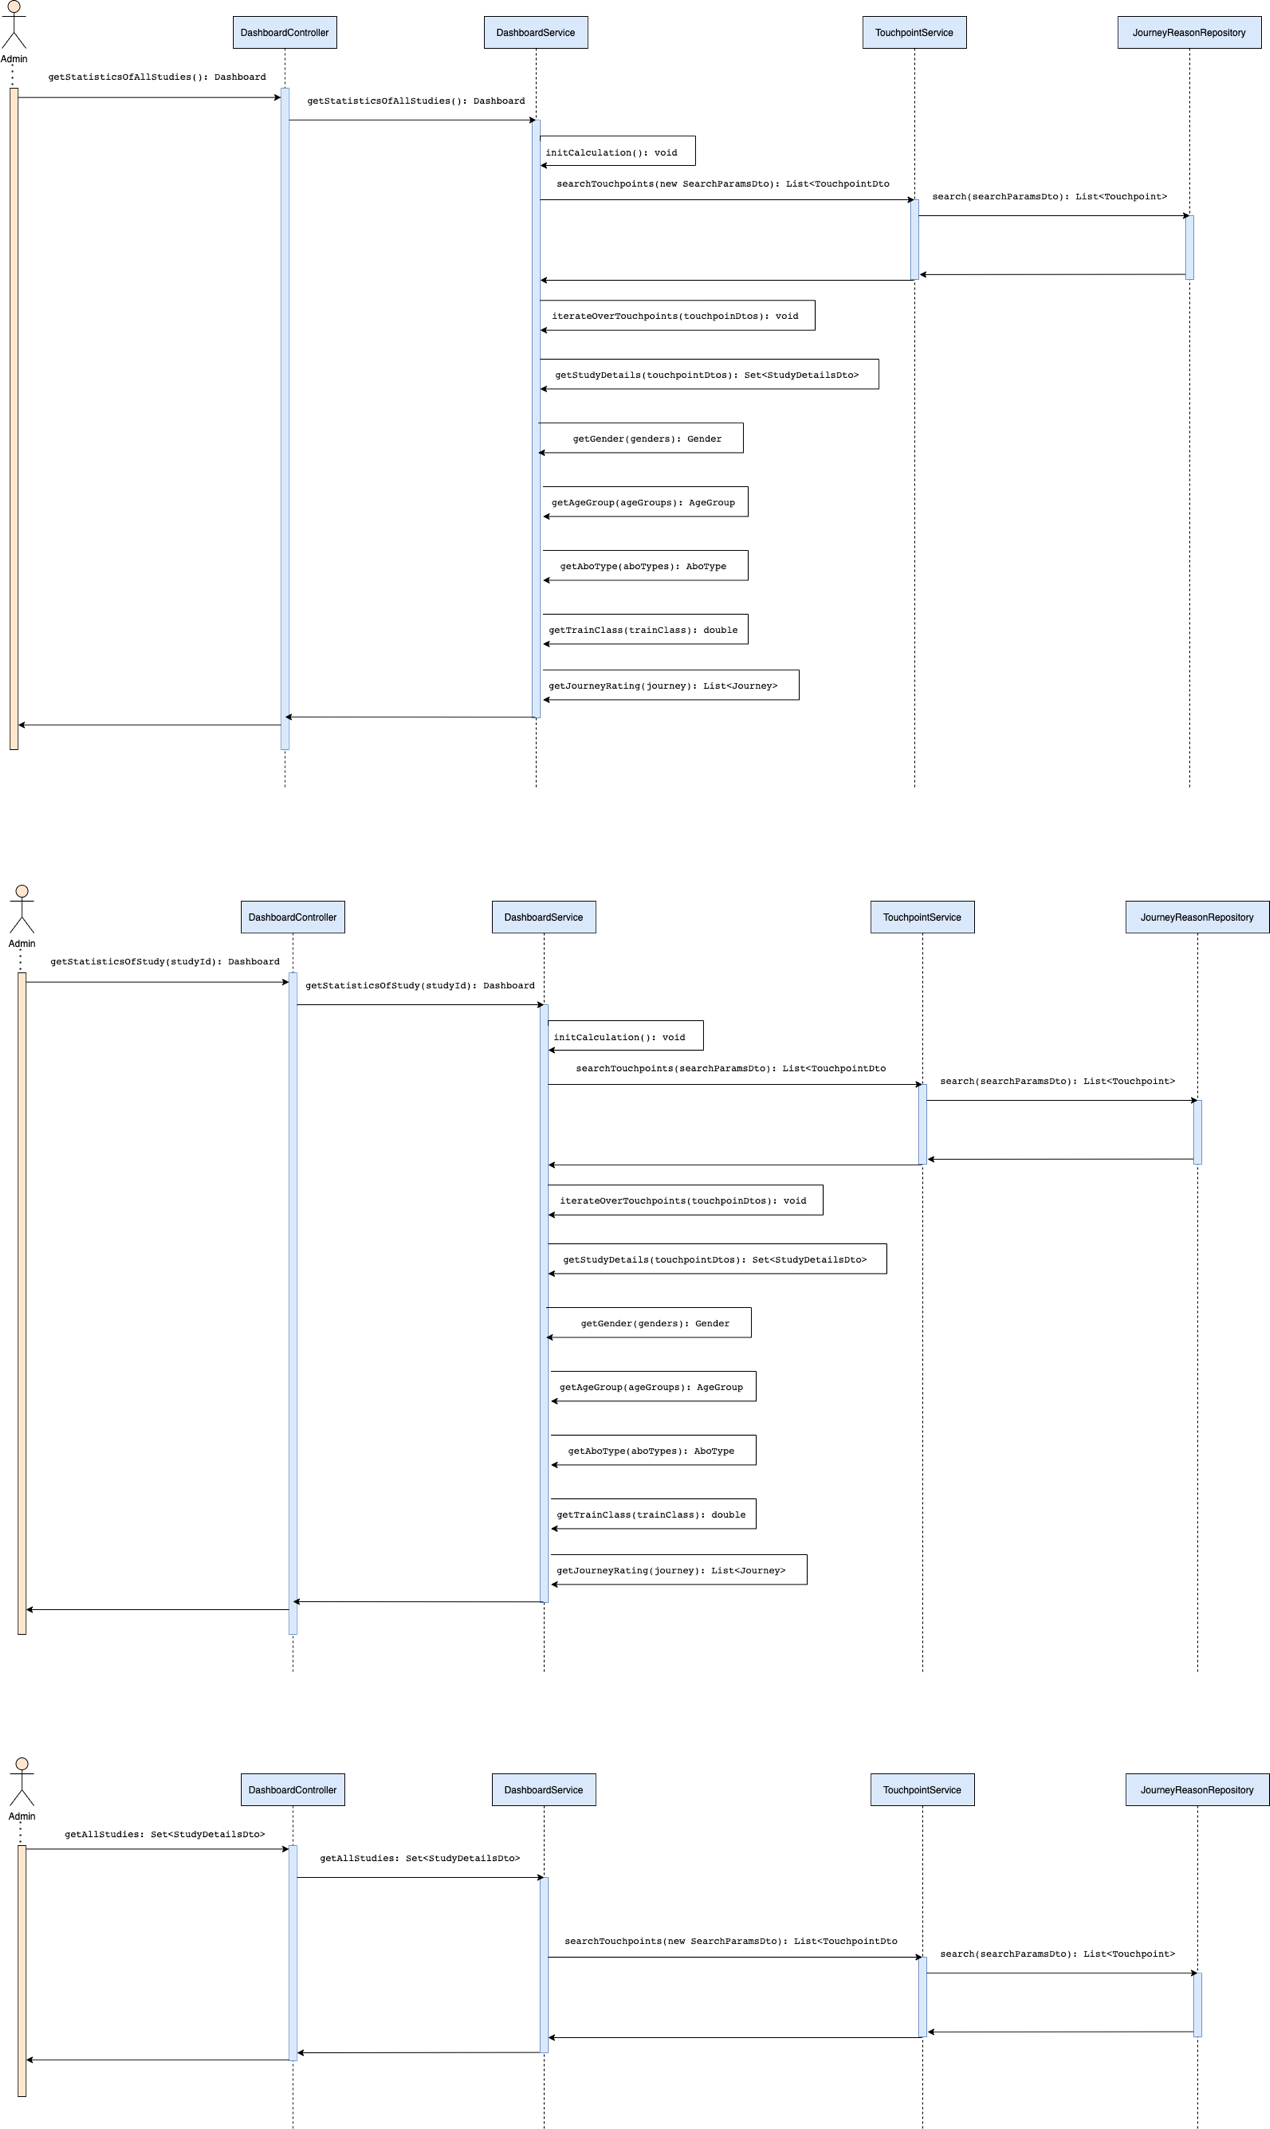 DashboardController
DashboardService
TouchpointService
JourneyReasonRepository
Admin
getStatisticsOfAllStudies(): Dashboard
getStatisticsOfAllStudies(): Dashboard
initCalculation(): void
searchTouchpoints(new SearchParamsDto): List<TouchpointDto
search(searchParamsDto): List<Touchpoint>
iterateOverTouchpoints(touchpoinDtos): void
getStudyDetails(touchpointDtos): Set<StudyDetailsDto>
getGender(genders): Gender
getAgeGroup(ageGroups): AgeGroup
getAboType(aboTypes): AboType
getTrainClass(trainClass): double
getJourneyRating(journey): List<Journey>
DashboardController
DashboardService
TouchpointService
JourneyReasonRepository
Admin
getStatisticsOfStudy(studyId): Dashboard
getStatisticsOfStudy(studyId): Dashboard
initCalculation(): void
searchTouchpoints(searchParamsDto): List<TouchpointDto
search(searchParamsDto): List<Touchpoint>
iterateOverTouchpoints(touchpoinDtos): void
getStudyDetails(touchpointDtos): Set<StudyDetailsDto>
getGender(genders): Gender
getAgeGroup(ageGroups): AgeGroup
getAboType(aboTypes): AboType
getTrainClass(trainClass): double
getJourneyRating(journey): List<Journey>
DashboardController
DashboardService
TouchpointService
JourneyReasonRepository
Admin
getAllStudies: Set<StudyDetailsDto>
getAllStudies: Set<StudyDetailsDto>
searchTouchpoints(new SearchParamsDto): List<TouchpointDto
search(searchParamsDto): List<Touchpoint>